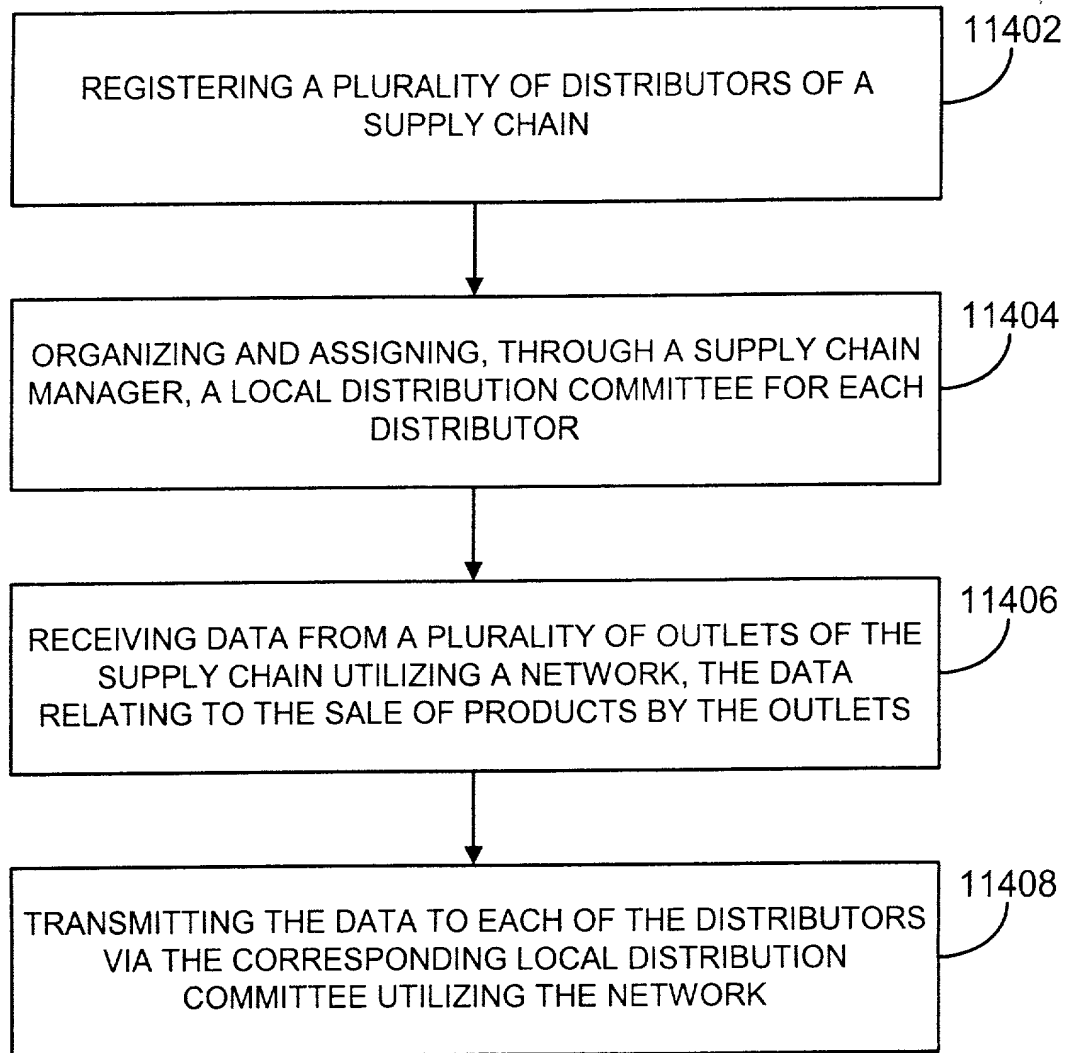 11402
REGISTERING A PLURALITY OF DISTRIBUTORS OF A
SUPPLY CHAIN
11404
ORGANIZING AND ASSIGNING, THROUGH A SUPPLY CHAIN
MANAGER, A LOCAL DISTRIBUTION COMMITTEE FOR EACH
DISTRIBUTOR
11406
RECEIVING DATA FROM A PLURALITY OF OUTLETS OF THE
SUPPLY CHAIN UTILIZING A NETWORK, THE DATA
RELATING TO THE SALE OF PRODUCTS BY THE OUTLETS
11408
TRANSMITTING THE DATA TO EACH OF THE DISTRIBUTORS
VIA THE CORRESPONDING LOCAL DISTRIBUTION
COMMITTEE UTILIZING THE NETWORK